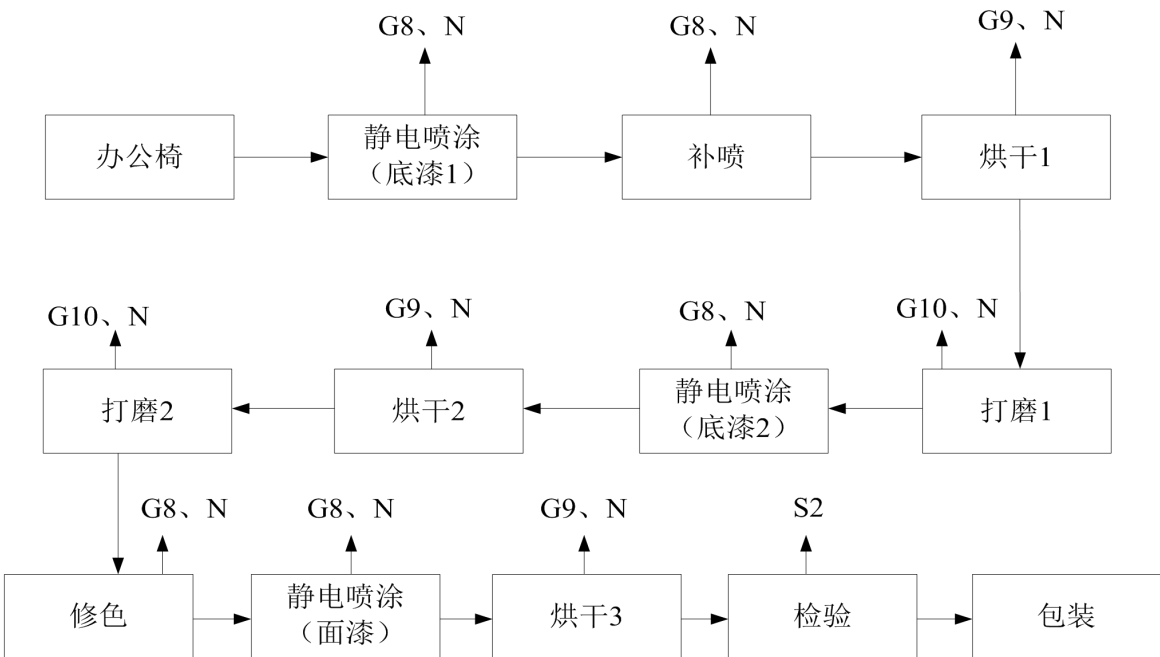 G8、N
G8、N
G9、N
办公椅
静电喷涂
（底漆1）
补喷
烘干1
G10、N
G9、N
G8、N
G10、N
打磨2
烘干2
静电喷涂
（底漆2）
打磨1
G8、N
G8、N
G9、N
S2
修色
静电喷涂
（面漆）
烘干3
检验
包装